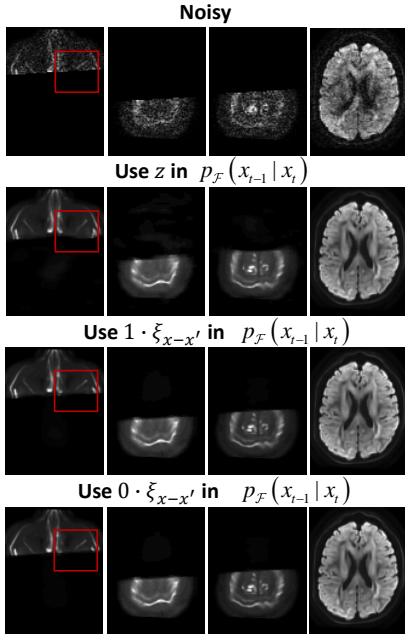 Noisy
Use z in p_ℱ(x_{t−1} | x_t)
Use 1 · ξ_{x−x′} in p_ℱ(x_{t−1} | x_t)
Use 0 · ξ_{x−x′} in p_ℱ(x_{t−1} | x_t)